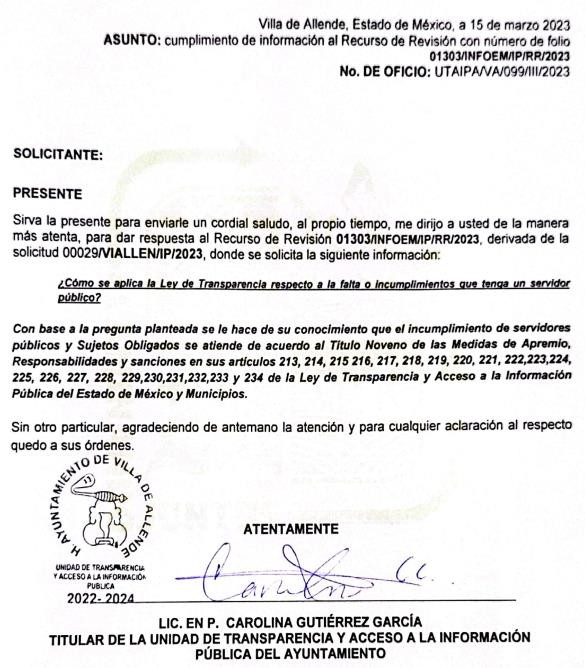 Villa de Allende, Estado de México, a 15 de marzo 2023
ASUNTO: cumplimiento de información al Recurso de Revisión con número de folio
01303/INFOEM/IP/RR/2023
No. DE OFICIO: UTAIPA/VA/099/III/2023
SOLICITANTE:
PRESENTE
Sirva la presente para enviarle un cordial saludo, al propio tiempo, me dirijo a usted de la manera
más atenta, para dar respuesta al Recurso de Revisión 01303/INFOEM/IP/RR/2023, derivada de la
solicitud 00029/VIALLEN/IP/2023, donde se solicita la siguiente información:
¿Cómo se aplica la Ley de Transparencia respecto a la falta o incumplimientos que tenga un servidor
público?
Con base a la pregunta planteada se le hace de su conocimiento que el incumplimiento de servidores
públicos y Sujetos Obligados se atiende de acuerdo al Título Noveno de las Medidas de Apremio,
Responsabilidades y sanciones en sus artículos 213, 214, 215 216, 217, 218, 219, 220, 221, 222,223,224,
225, 226, 227, 228, 229,230,231,232,233 y 234 de la Ley de Transparencia y Acceso a la Información
Pública del Estado de México y Municipios.
Sin otro particular, agradeciendo de antemano la atención y para cualquier aclaración al respecto
quedo a sus órdenes.
H. AYUNTAMIENTO DE VILLA DE ALLENDE
UNIDAD DE TRANSPARENCIA
Y ACCESO A LA INFORMACIÓN
PUBLICA
2022- 2024
ATENTAMENTE
LIC. EN P. CAROLINA GUTIÉRREZ GARCÍA
TITULAR DE LA UNIDAD DE TRANSPARENCIA Y ACCESO A LA INFORMACIÓN
PÚBLICA DEL AYUNTAMIENTO